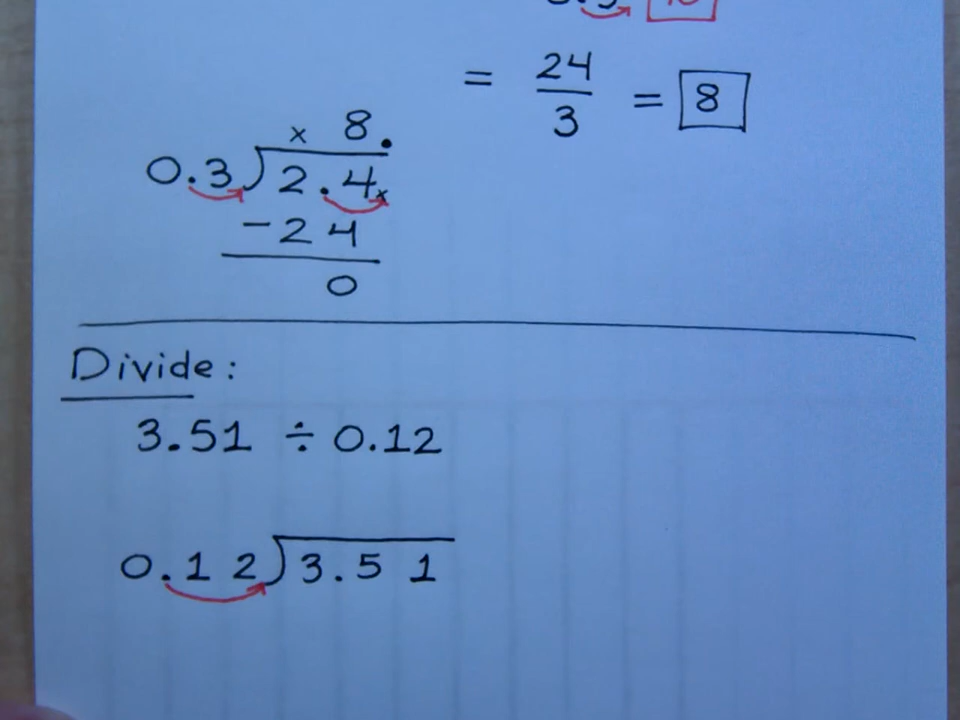 = 24/3 = 8
x 8.
0.3)2.4x
-24
0
Divide:
3.51 ÷ 0.12
0.12)3.51